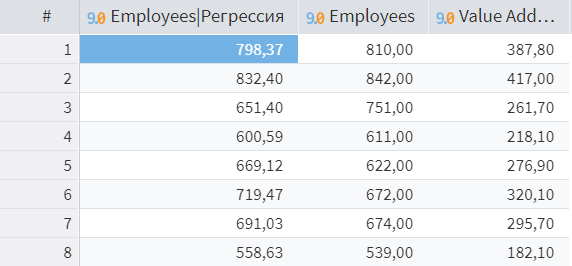 # 9.0 Employees|Регрессия 9.0 Employees 9.0 Value Add...
1 798,37 810,00 387,80
2 832,40 842,00 417,00
3 651,40 751,00 261,70
4 600,59 611,00 218,10
5 669,12 622,00 276,90
6 719,47 672,00 320,10
7 691,03 674,00 295,70
8 558,63 539,00 182,10